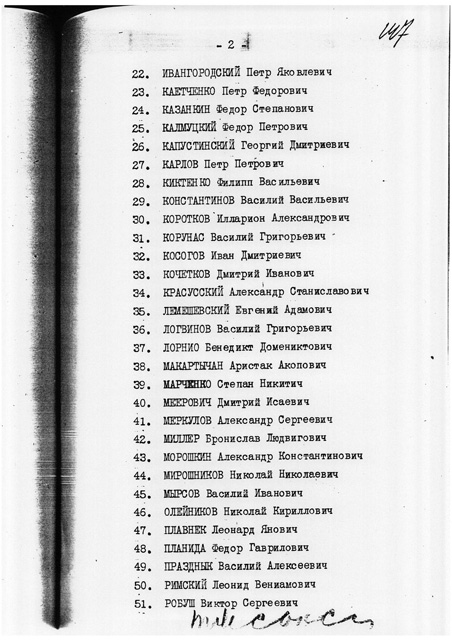 - 2 -
22. ИВАНГОРОДСКИЙ Петр Яковлевич
23. КАЕТЧЕНКО Петр Федорович
24. КАЗАНКИН Федор Степанович
25. КАЛМУЦКИЙ Федор Петрович
26. КАПУСТИНСКИЙ Георгий Дмитриевич
27. КАРЛОВ Петр Петрович
28. КИКТЕНКО Филипп Васильевич
29. КОНСТАНТИНОВ Василий Васильевич
30. КОРОТКОВ Илларион Александрович
31. КОРУНАС Василий Григорьевич
32. КОСОГОВ Иван Дмитриевич
33. КОЧЕТКОВ Дмитрий Иванович
34. КРАСУССКИЙ Александр Станиславович
35. ЛЕМЕШЕВСКИЙ Евгений Адамович
36. ЛОГВИНОВ Василий Григорьевич
37. ЛОРНИО Бенедикт Домениктович
38. МАКАРТЫЧАН Аристак Акопович
39. МАРЧЕНКО Степан Никитич
40. МЕЕРОВИЧ Дмитрий Исаевич
41. МЕРКУЛОВ Александр Сергеевич
42. МИЛЛЕР Бронислав Людвигович
43. МОРОШКИН Александр Константинович
44. МИРОШНИКОВ Николай Николаевич
45. МЫРСОВ Василий Иванович
46. ОЛЕЙНИКОВ Николай Кириллович
47. ПЛАВНЕК Леонард Янович
48. ПЛАНИДА Федор Гаврилович
49. ПРАЗДНЫК Василий Алексеевич
50. РИМСКИЙ Леонид Вениамович
51. РОБУШ Виктор Сергеевич